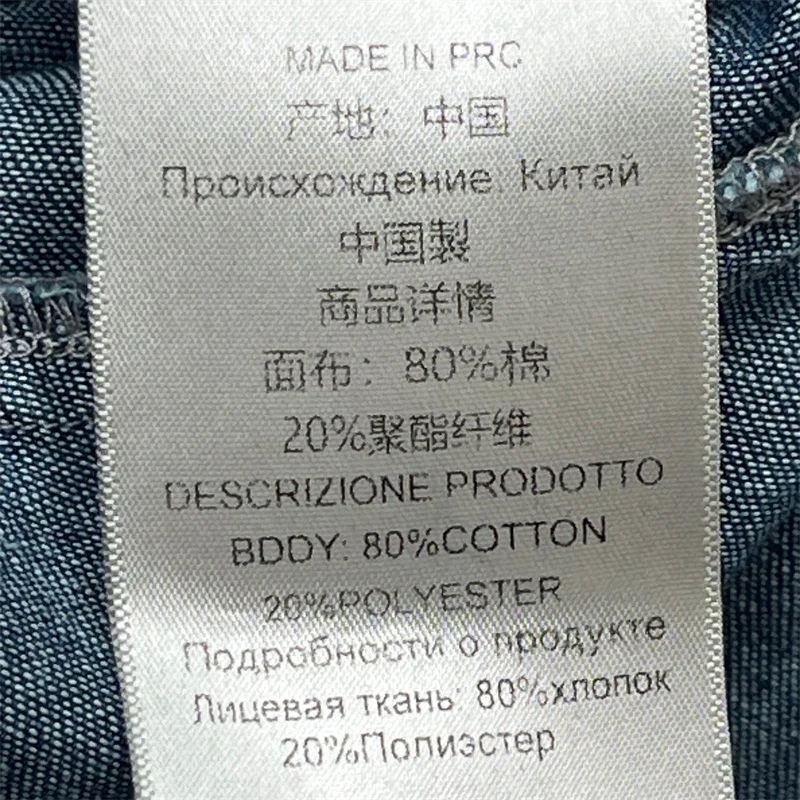 MADE IN PRC
产地：中国
Происхождение: Китай
中国製
商品详情
面布：80%棉
20%聚酯纤维
DESCRIZIONE PRODOTTO
BDDY: 80%COTTON
20%POLYESTER
Подробности о продукте
Лицевая ткань: 80%хлопок
20%Полиэстер